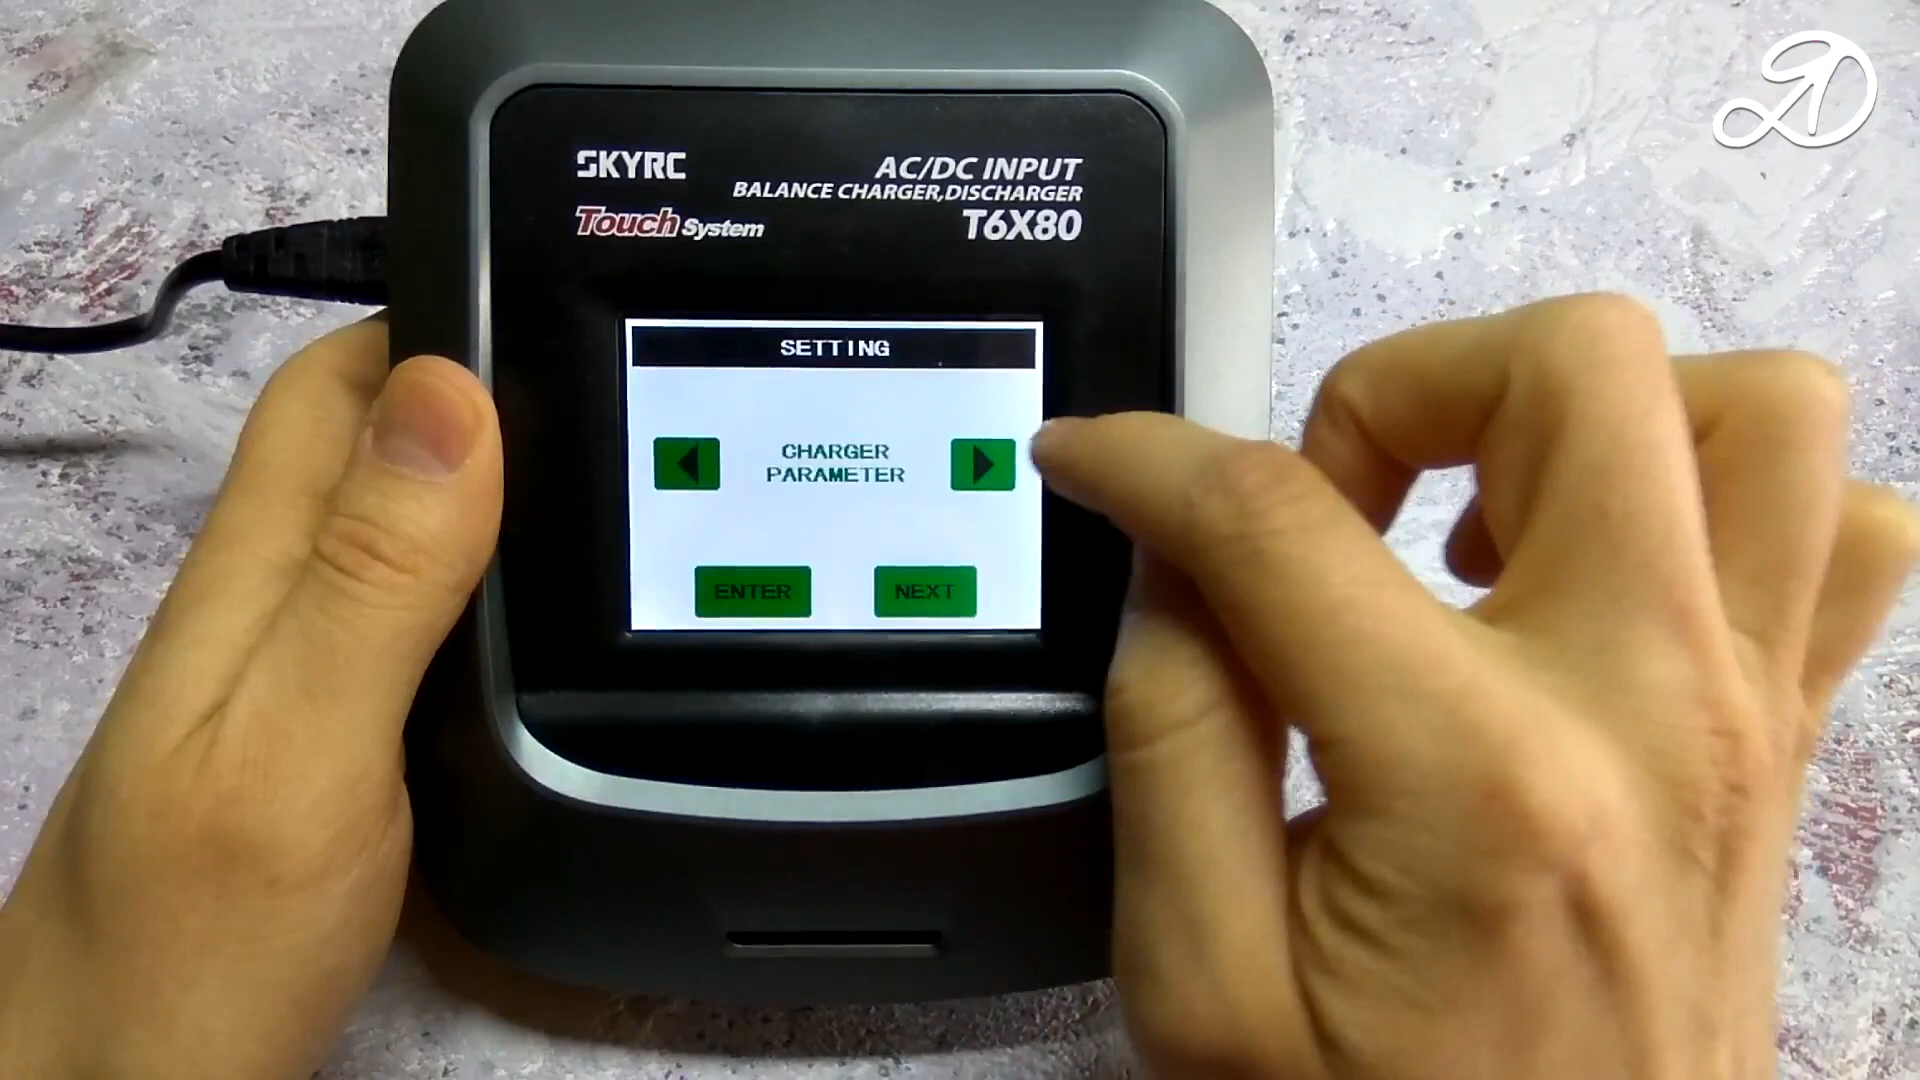 SKYRC
AC/DC INPUT
BALANCE CHARGER,DISCHARGER
Touch System
T6X80
SETTING
CHARGER
PARAMETER
ENTER
NEXT